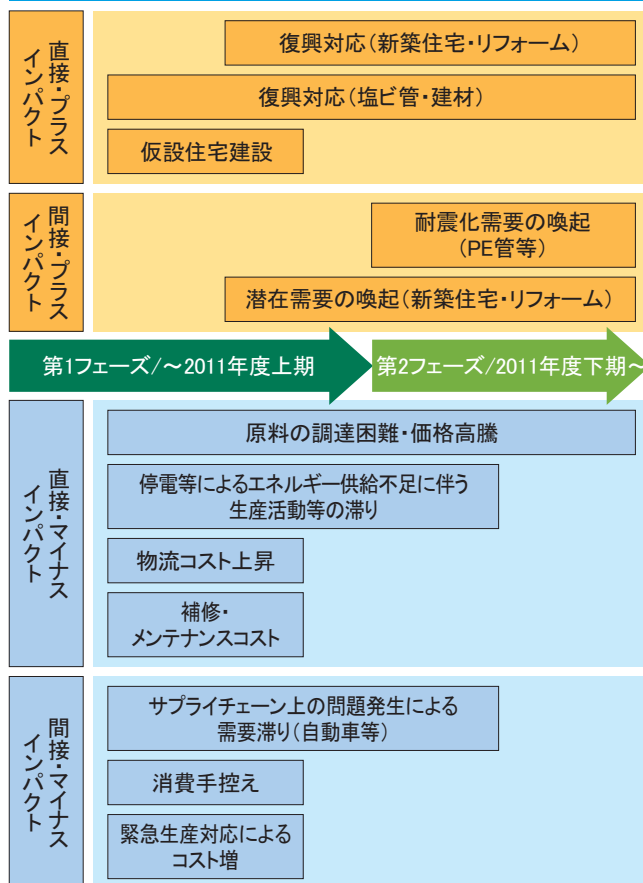 直接・プラス
インパクト
復興対応（新築住宅・リフォーム）
復興対応（塩ビ管・建材）
仮設住宅建設
間接・プラス
インパクト
耐震化需要の喚起
（PE管等）
潜在需要の喚起（新築住宅・リフォーム）
第1フェーズ/～2011年度上期
第2フェーズ/2011年度下期～
直接・マイナス
インパクト
原料の調達困難・価格高騰
停電等によるエネルギー供給不足に伴う
生産活動等の滞り
物流コスト上昇
補修・
メンテナンスコスト
間接・マイナス
インパクト
サプライチェーン上の問題発生による
需要滞り（自動車等）
消費手控え
緊急生産対応による
コスト増